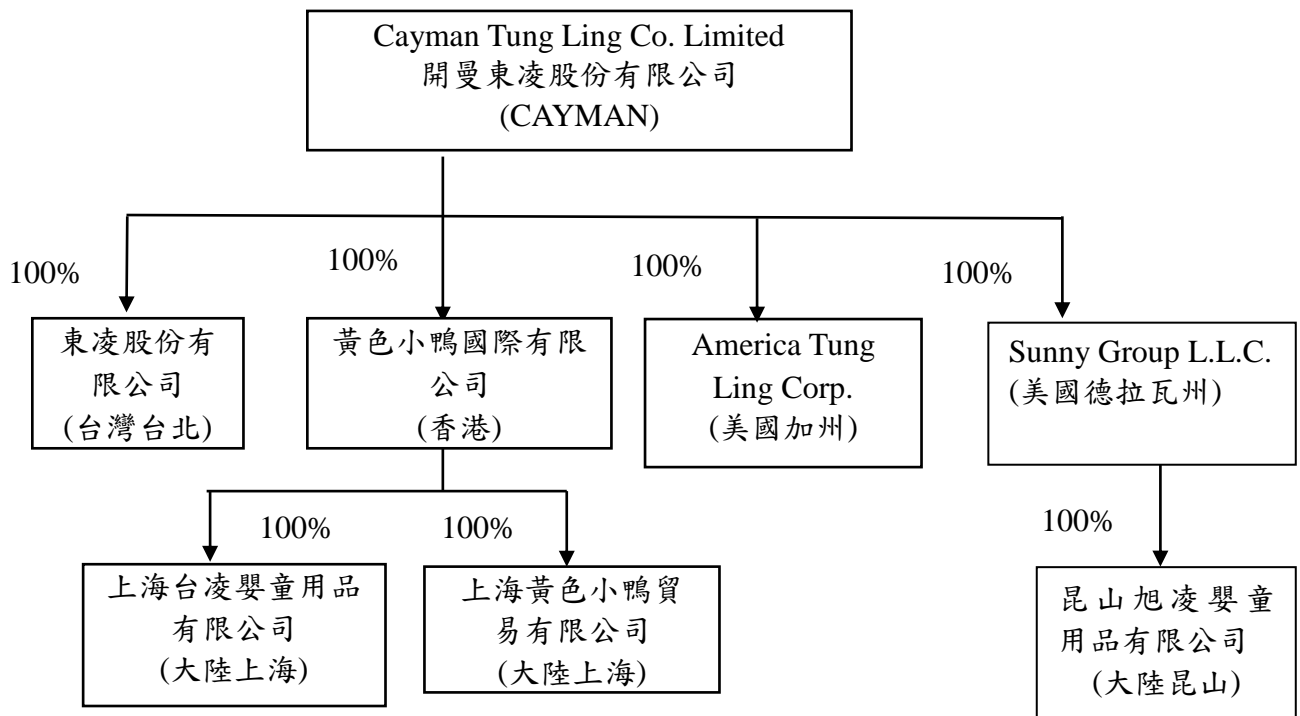 Cayman Tung Ling Co. Limited
開曼東凌股份有限公司
(CAYMAN)
100%
100%
100%
100%
東凌股份有
限公司
(台灣台北)
黃色小鴨國際有限
公司
(香港)
America Tung
Ling Corp.
(美國加州)
Sunny Group L.L.C.
(美國德拉瓦州)
100%
100%
100%
上海台凌嬰童用品
有限公司
(大陸上海)
上海黃色小鴨貿
易有限公司
(大陸上海)
昆山旭凌嬰童
用品有限公司
(大陸昆山)